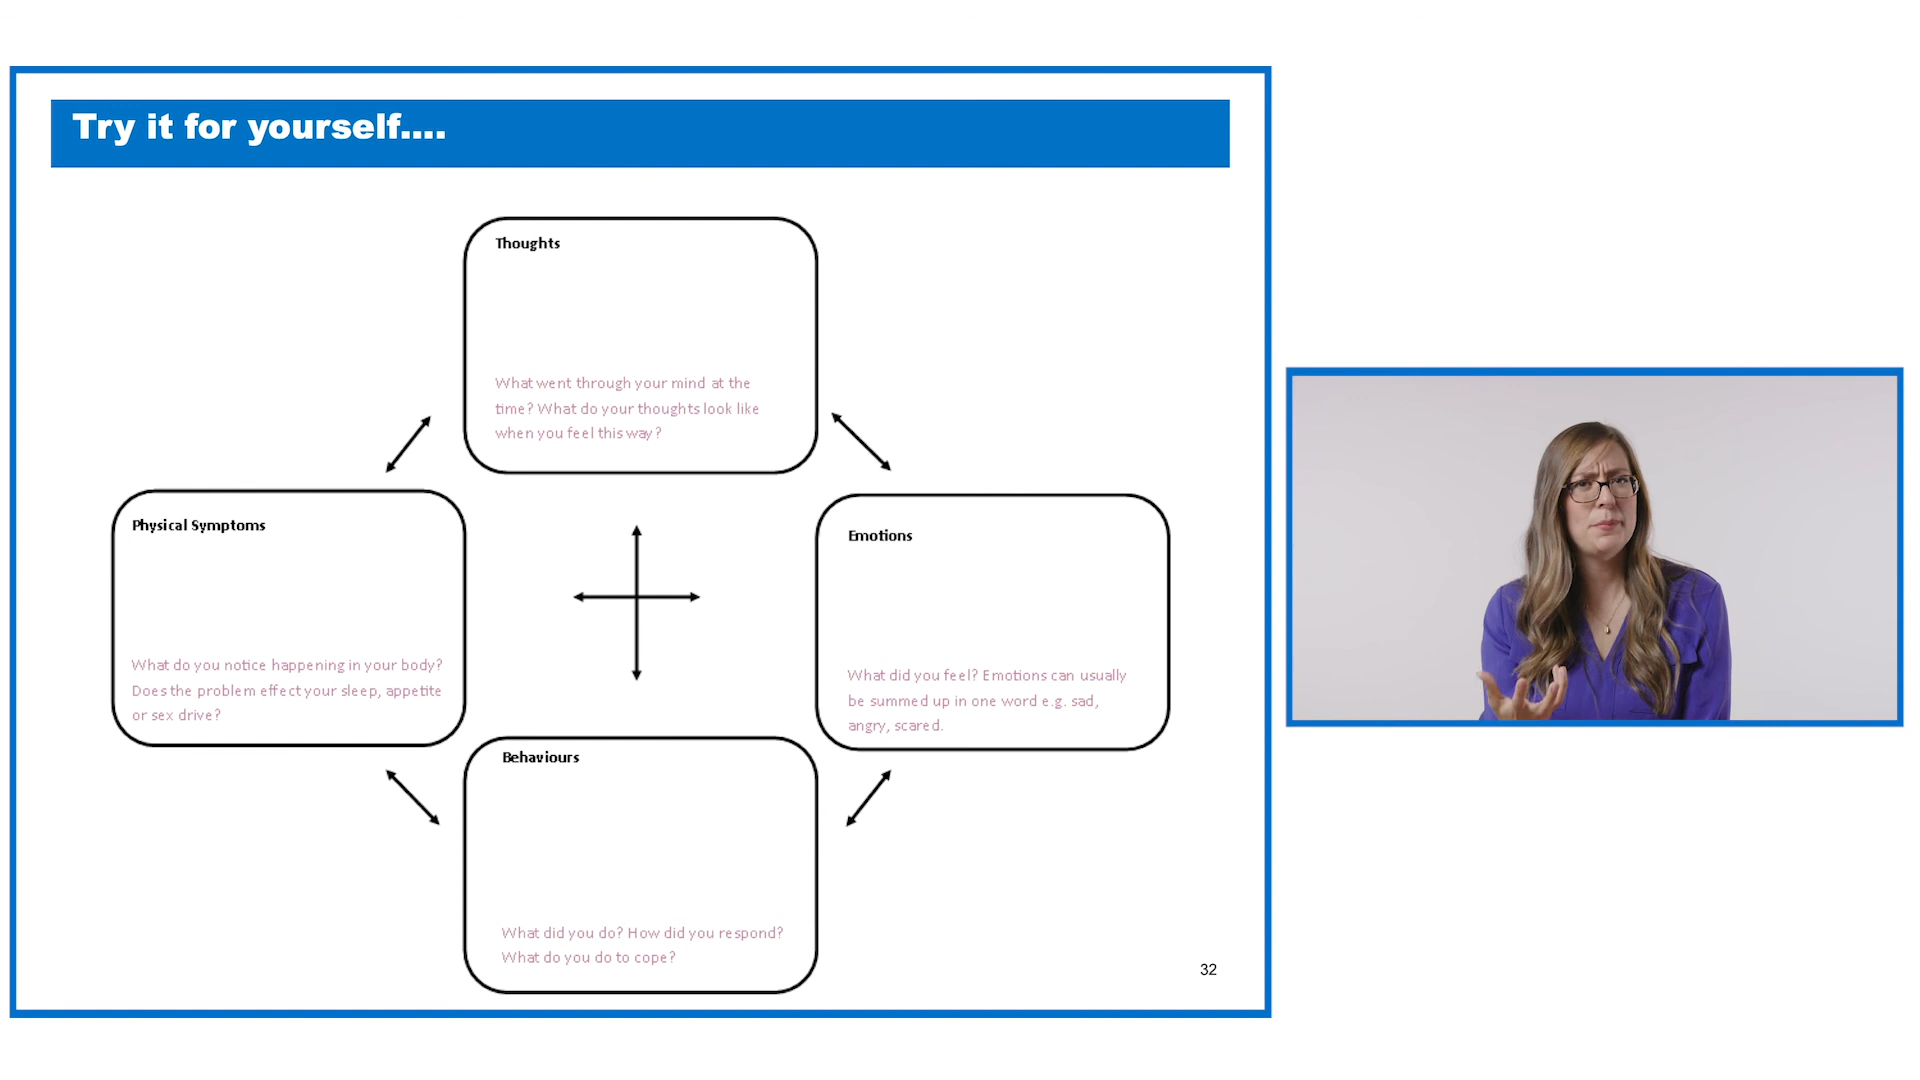 Try it for yourself....
Thoughts
What went through your mind at the
time? What do your thoughts look like
when you feel this way?
Physical Symptoms
What do you notice happening in your body?
Does the problem effect your sleep, appetite
or sex drive?
Emotions
What did you feel? Emotions can usually
be summed up in one word e.g. sad,
angry, scared.
Behaviours
What did you do? How did you respond?
What do you do to cope?
32